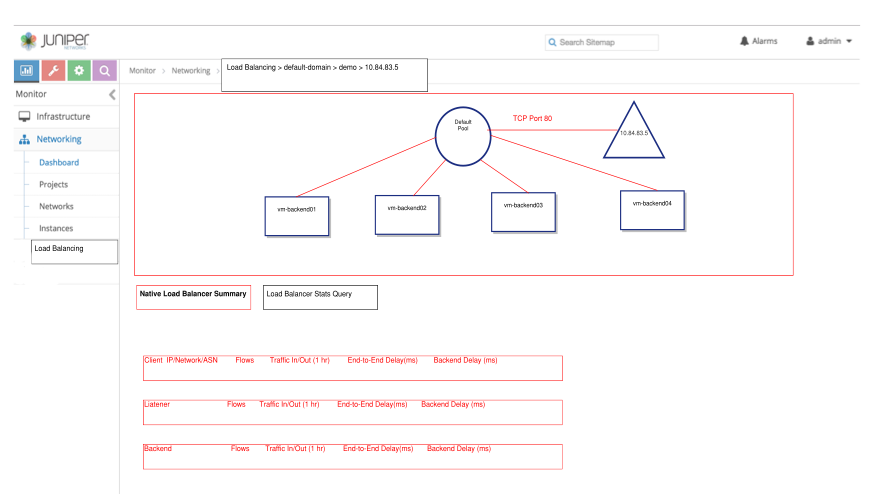 JUNIPER
NETWORKS
Search Sitemap
Alarms
admin
Monitor > Networking >
Load Balancing > default-domain > demo > 10.84.83.5
Monitor
Infrastructure
Networking
Dashboard
Projects
Networks
Instances
Load Balancing
Default
Pool
TCP Port 80
10.84.83.5
vm-backend01
vm-backend02
vm-backend03
vm-backend04
Native Load Balancer Summary
Load Balancer Stats Query
Client IP/Network/ASN Flows Traffic In/Out (1 hr) End-to-End Delay(ms) Backend Delay (ms)
Liatener Flows Traffic In/Out (1 hr) End-to-End Delay(ms) Backend Delay (ms)
Backend Flows Traffic In/Out (1 hr) End-to-End Delay(ms) Backend Delay (ms)